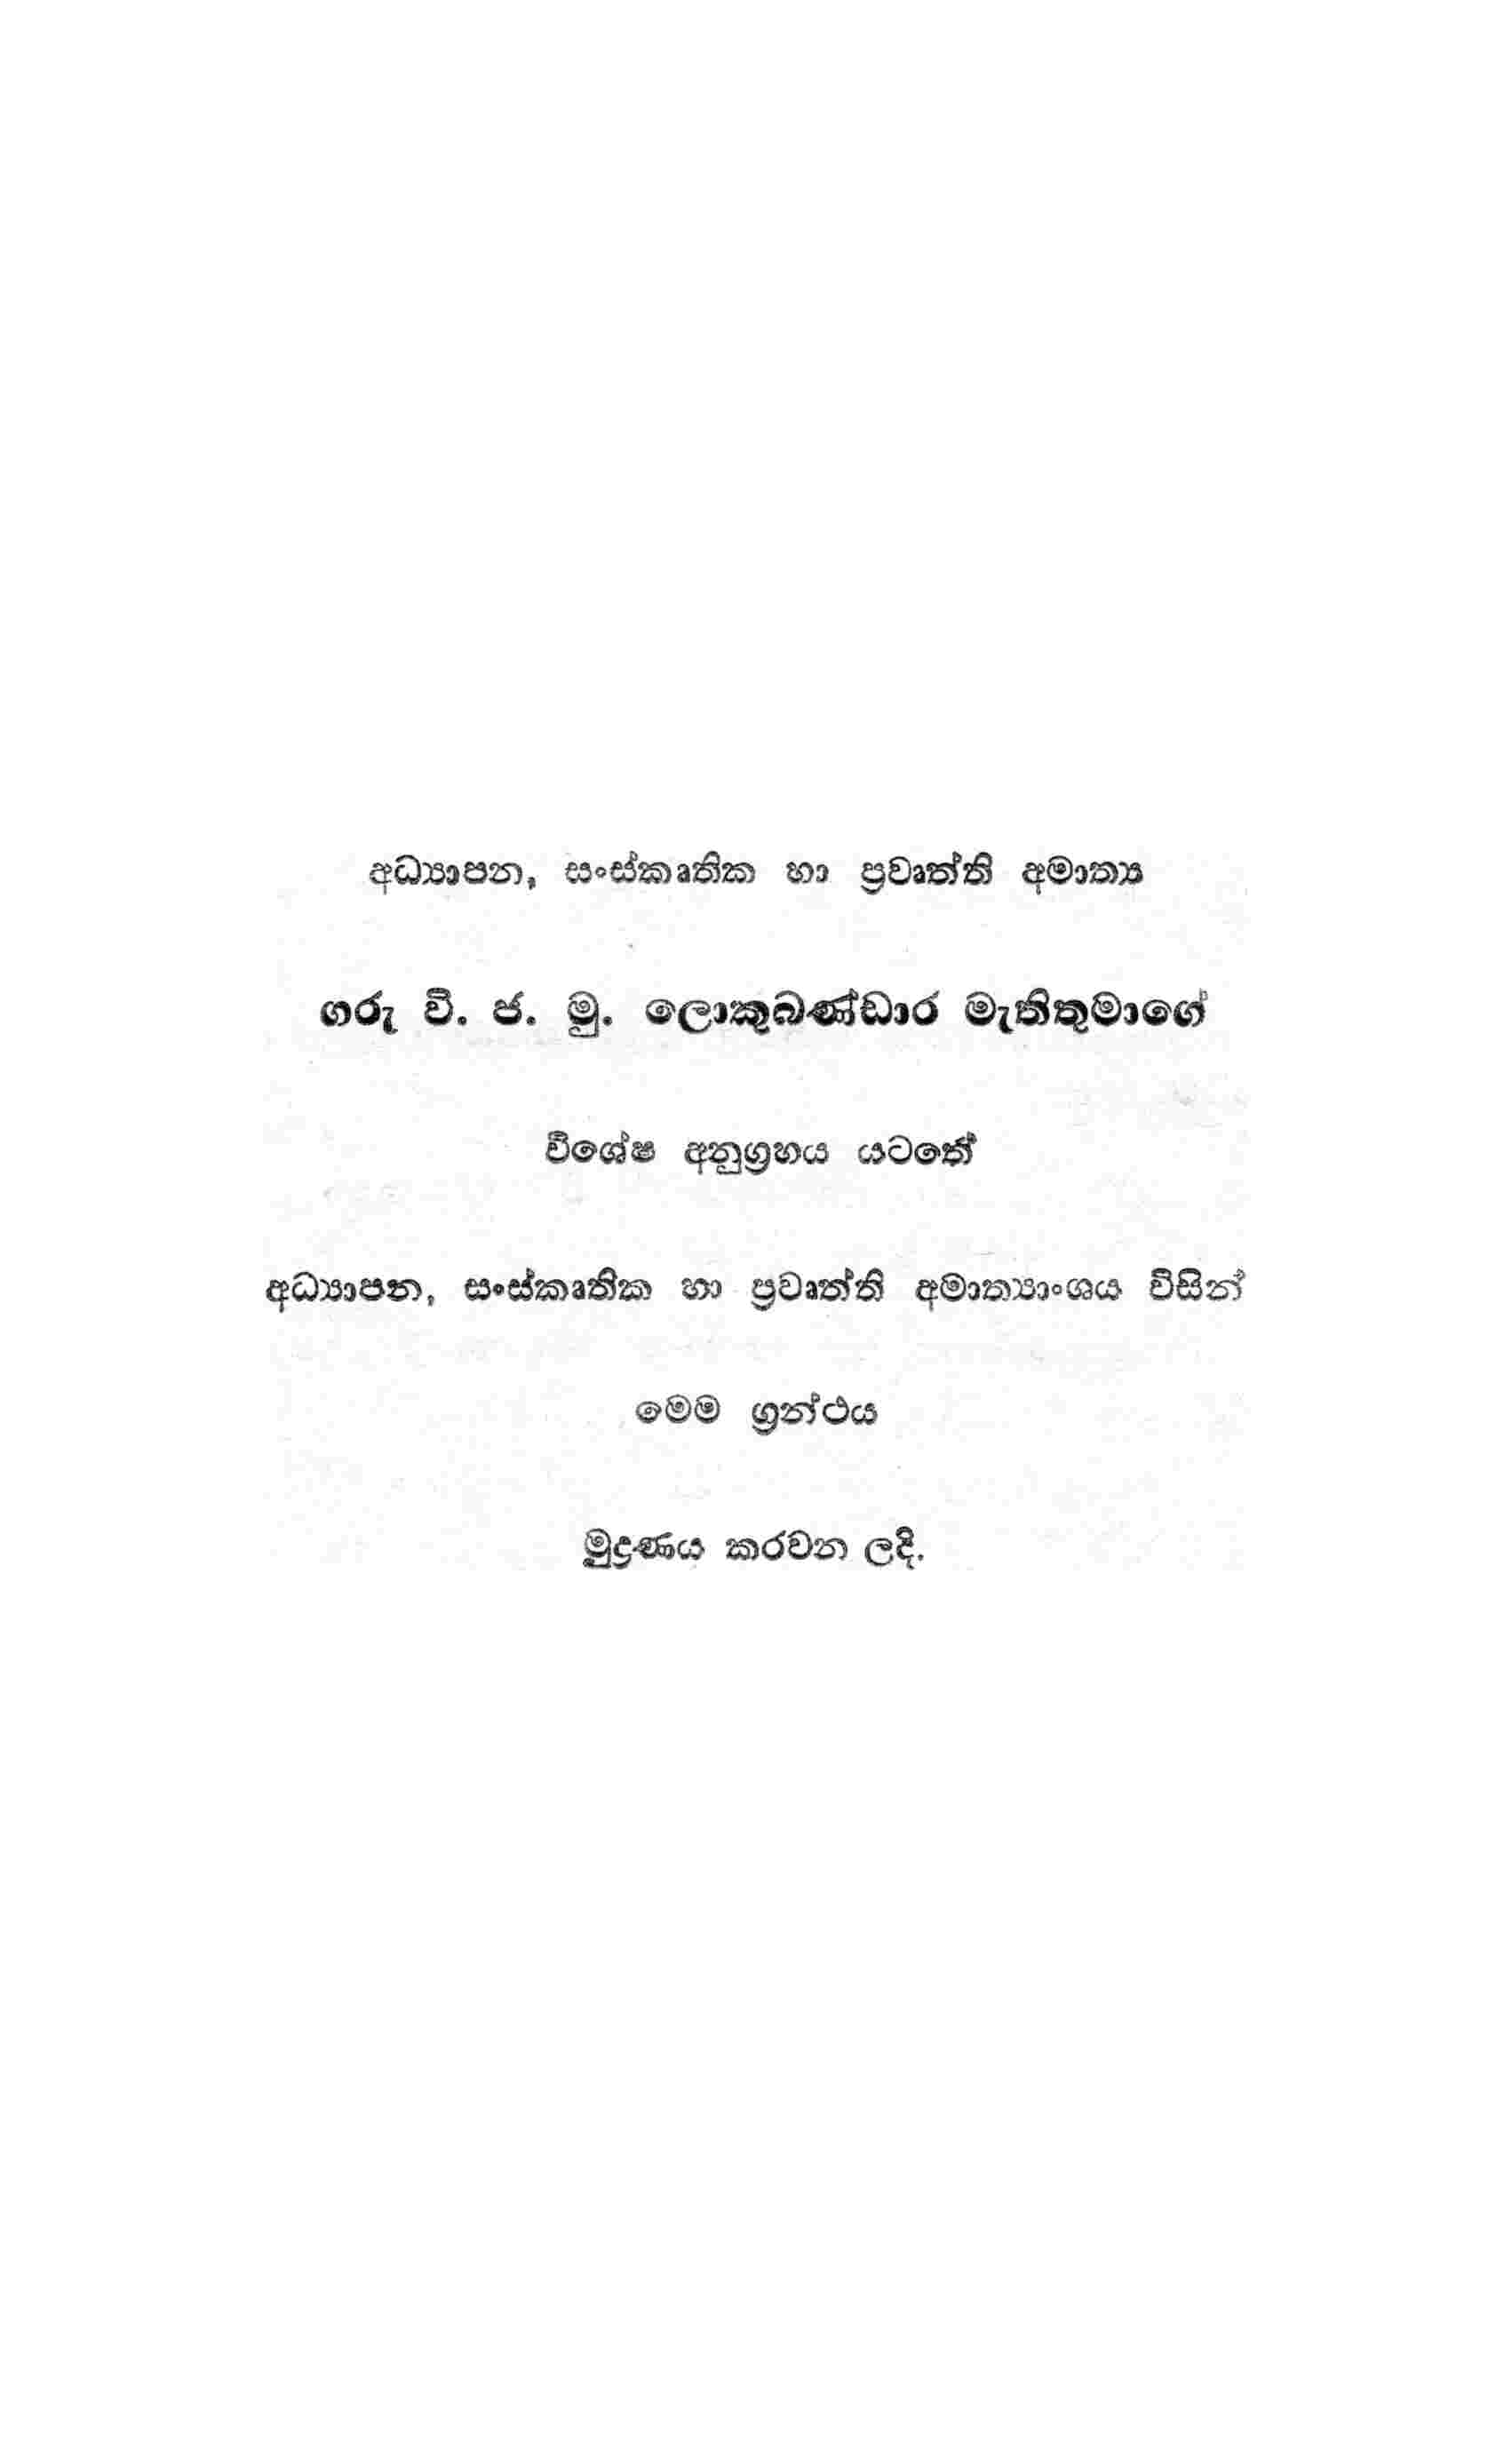 අධ්‍යාපන, සංස්කෘතික හා ප්‍රවෘත්ති අමාත්‍ය
ගරු වි. ජ. මු. ලොකුබණ්ඩාර මැතිතුමාගේ
විශේෂ අනුග්‍රහය යටතේ
අධ්‍යාපන, සංස්කෘතික හා ප්‍රවෘත්ති අමාත්‍යාංශය විසින්
මෙම ග්‍රන්ථය
මුද්‍රණය කරවන ලදි.